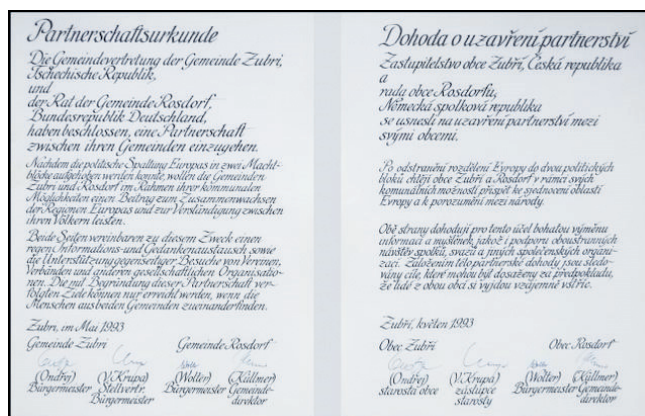 Partnerschaftsurkunde
Die Gemeindevertretung der Gemeinde Zubri,
Tschechische Republik,
und
der Rat der Gemeinde Rosdorf,
Bundesrepublik Deutschland,
haben beschlossen, eine Partnerschaft
zwischen ihren Gemeinden einzugehen.
Nachdem die politische Spaltung Europas in zwei Macht-
blöcke aufgehoben werden konnte, wollen die Gemeinden
Zubri und Rosdorf im Rahmen ihrer kommunalen
Möglichkeiten einen Beitrag zum Zusammenwachsen
der Regionen Europas und zur Verständigung zwischen
ihren Völkern leisten.
Beide Seiten vereinbaren zu diesem Zweck einen
regen Informations- und Gedankenaustausch sowie
die Unterstützung gegenseitiger Besuche von Vereinen,
Verbänden und anderen gesellschaftlichen Organisatio-
nen. Die mit Begründung dieser Partnerschaft ver-
folgten Ziele können nur erreicht werden, wenn die
Menschen aus beiden Gemeinden zueinanderfinden.
Zubri, im Mai 1993
Gemeinde Zubri Gemeinde Rosdorf
(Ondřej) (V. Krupa) (Wolter) (Küllmer)
Bürgermeister Stellvertr. Bürgermeister Gemeinde-
Bürgermeister direktor
Dohoda o uzavření partnerství
Zastupitelstvo obce Zubří, Česká republika
a
rada obce Rosdorfu,
Německá spolková republika
se usnesli na uzavření partnerství mezi
svými obcemi.
Po odstranění rozdělení Evropy do dvou politických
bloků chtějí obce Zubří a Rosdorf v rámci svých
komunálních možností přispět ke sjednocení oblastí
Evropy a k porozumění mezi národy.
Obě strany dohodují pro tento účel bohatou výměnu
informací a myšlenek, jakož i podporu oboustranných
návštěv spolků, svazů a jiných společenských organi-
zací. Založením této partnerské dohody jsou sledo-
vány cíle, které mohou být dosaženy za předpokladu,
že lidé z obou obcí si vyjdou vzájemně vstříc.
Zubří, květen 1993
Obec Zubří Obec Rosdorf
(Ondřej) (V. Krupa) (Wolter) (Küllmer)
starosta obce zástupce Bürgermeister Gemeinde-
starosty direktor